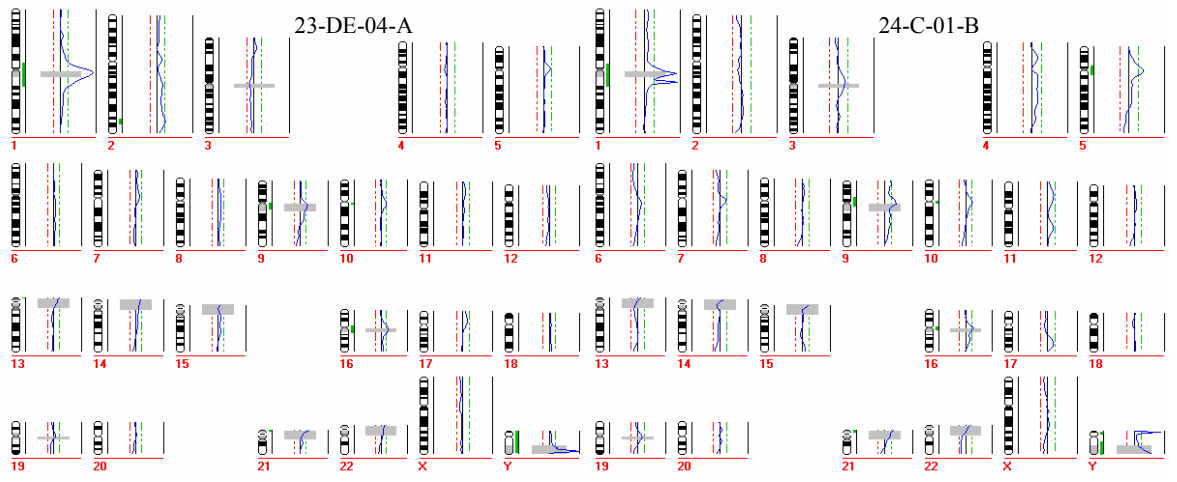 23-DE-04-A 24-C-01-B
1 2 3 4 5 1 2 3 4 5
6 7 8 9 10 11 12 6 7 8 9 10 11 12
13 14 15 16 17 18 13 14 15 16 17 18
19 20 21 22 X Y 19 20 21 22 X Y